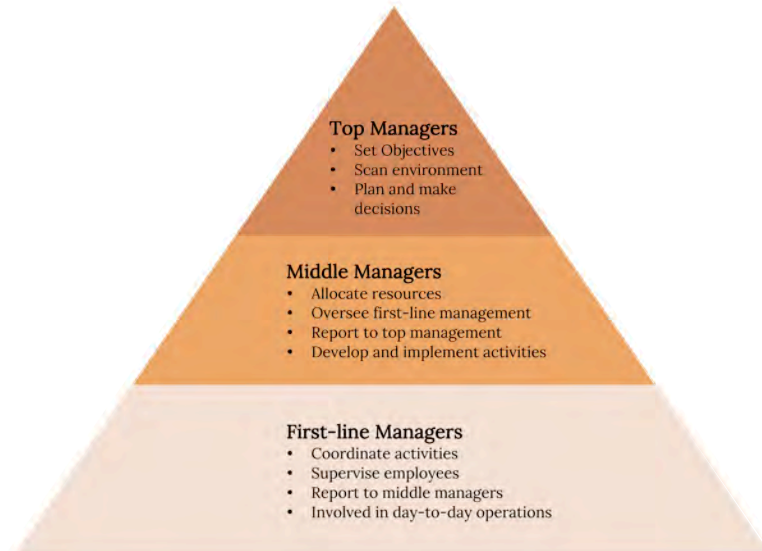 Top Managers
• Set Objectives
• Scan environment
• Plan and make
decisions
Middle Managers
• Allocate resources
• Oversee first-line management
• Report to top management
• Develop and implement activities
First-line Managers
• Coordinate activities
• Supervise employees
• Report to middle managers
• Involved in day-to-day operations